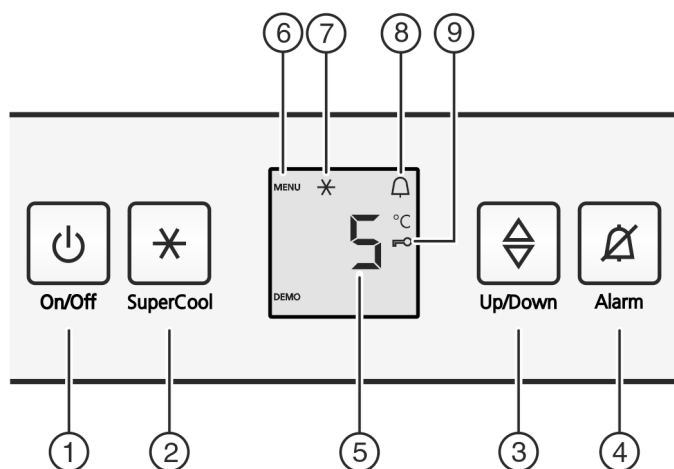 6 7 8 9
MENU
°C
5
DEMO
On/Off SuperCool Up/Down Alarm
1 2 5 3 4